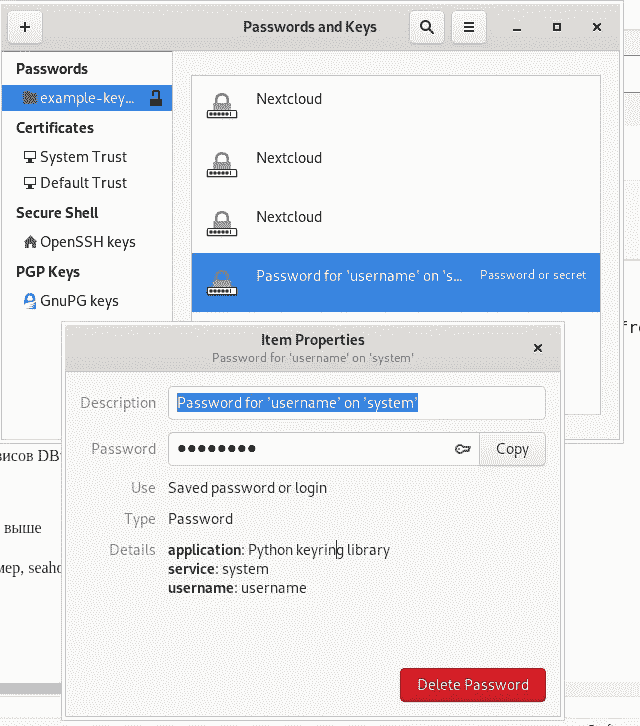 Passwords and Keys
Passwords
example-key...
Certificates
System Trust
Default Trust
Secure Shell
OpenSSH keys
PGP Keys
GnuPG keys
Nextcloud
Nextcloud
Nextcloud
Password for 'username' on 's... Password or secret
Item Properties
Password for 'username' on 'system'
Description Password for 'username' on 'system'
Password ●●●●●●●● Copy
Use Saved password or login
Type Password
Details application: Python keyring library
service: system
username: username
Delete Password
висов DB
выше
мер, seaho